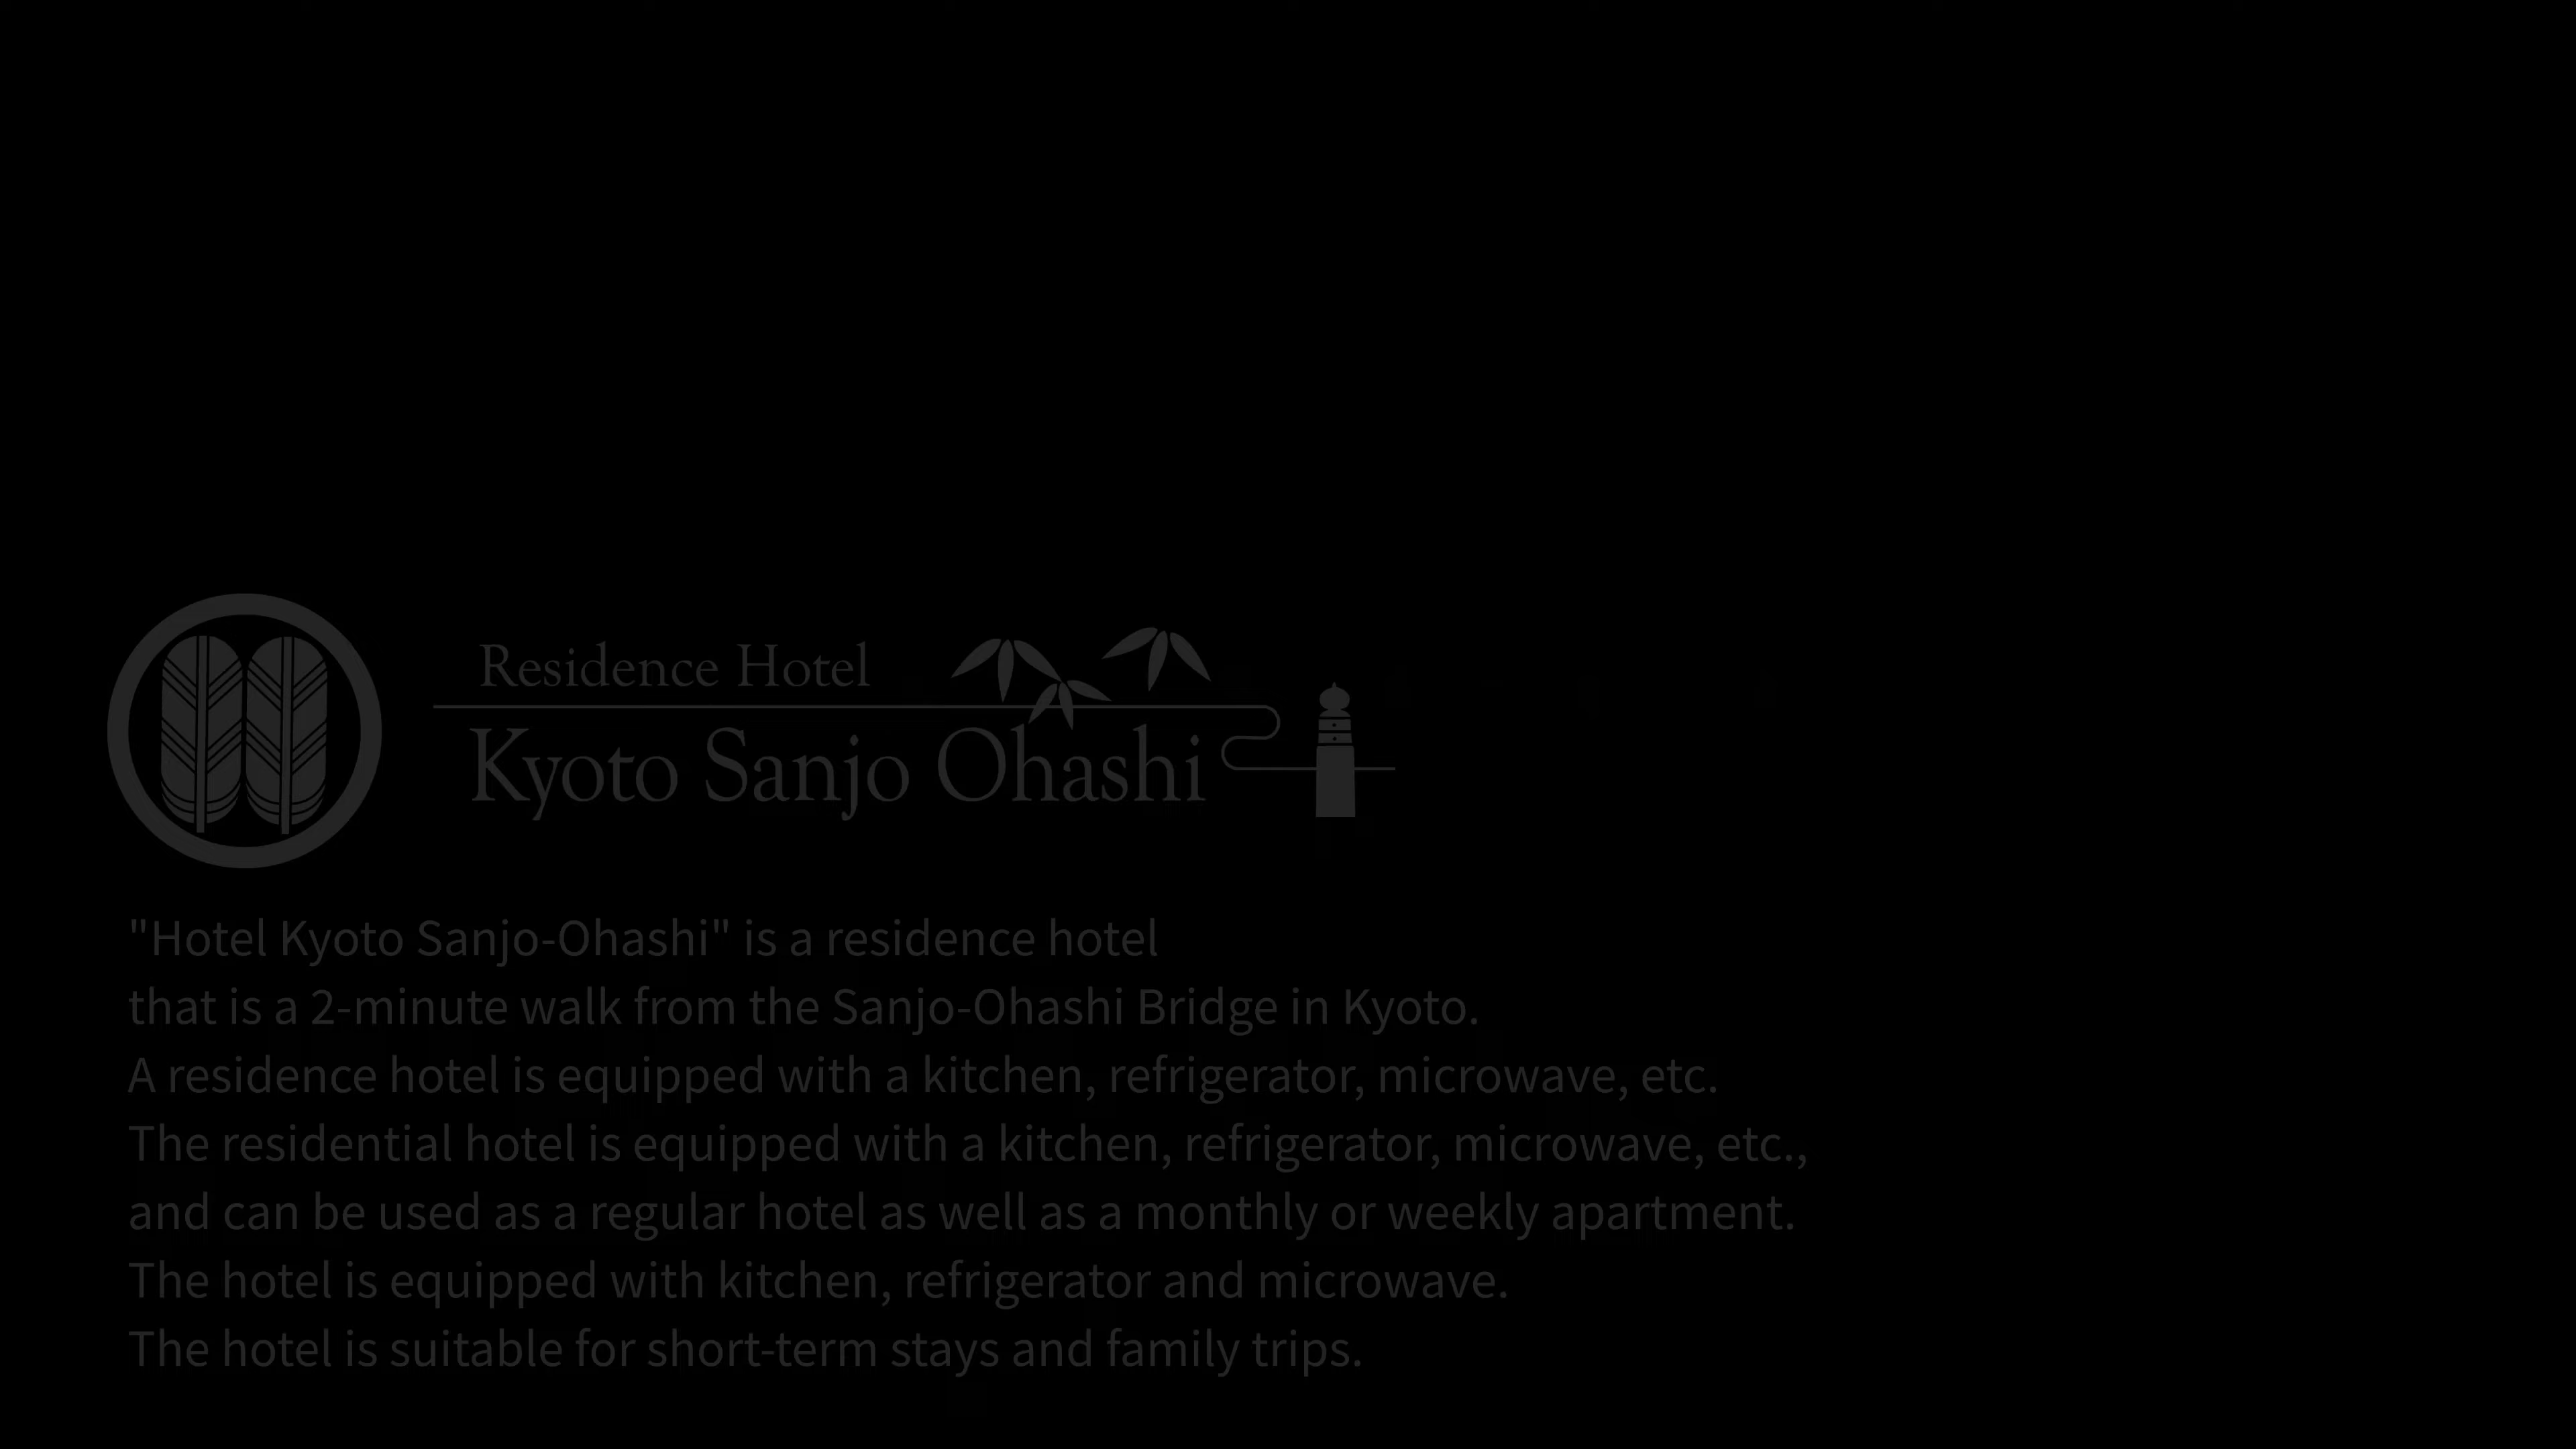 Residence Hotel
Kyoto Sanjo Ohashi
"Hotel Kyoto Sanjo-Ohashi" is a residence hotel
that is a 2-minute walk from the Sanjo-Ohashi Bridge in Kyoto.
A residence hotel is equipped with a kitchen, refrigerator, microwave, etc.
The residential hotel is equipped with a kitchen, refrigerator, microwave, etc.,
and can be used as a regular hotel as well as a monthly or weekly apartment.
The hotel is equipped with kitchen, refrigerator and microwave.
The hotel is suitable for short-term stays and family trips.